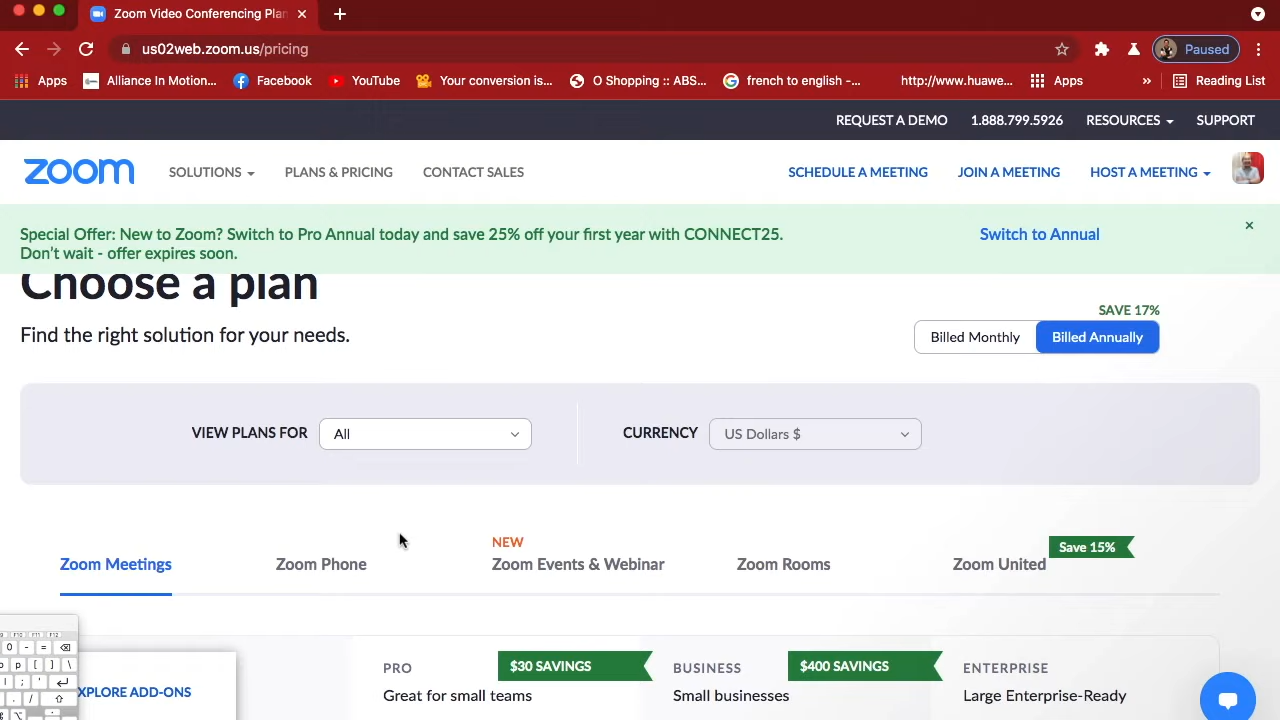 Zoom Video Conferencing Plan
us02web.zoom.us/pricing
Paused
Apps
Alliance In Motion...
Facebook
YouTube
Your conversion is...
O Shopping :: ABS...
french to english -...
http://www.huawe...
Apps
»
Reading List
REQUEST A DEMO
1.888.799.5926
RESOURCES
SUPPORT
zoom
SOLUTIONS
PLANS & PRICING
CONTACT SALES
SCHEDULE A MEETING
JOIN A MEETING
HOST A MEETING
Special Offer: New to Zoom? Switch to Pro Annual today and save 25% off your first year with CONNECT25.
Don't wait - offer expires soon.
Switch to Annual
Choose a plan
Find the right solution for your needs.
SAVE 17%
Billed Monthly
Billed Annually
VIEW PLANS FOR
All
CURRENCY
US Dollars $
Zoom Meetings
Zoom Phone
NEW
Zoom Events & Webinar
Zoom Rooms
Zoom United
Save 15%
F10 F11 F12
0 - =
p [ ] \
; '
/
XPLORE ADD-ONS
PRO
$30 SAVINGS
Great for small teams
BUSINESS
$400 SAVINGS
Small businesses
ENTERPRISE
Large Enterprise-Ready